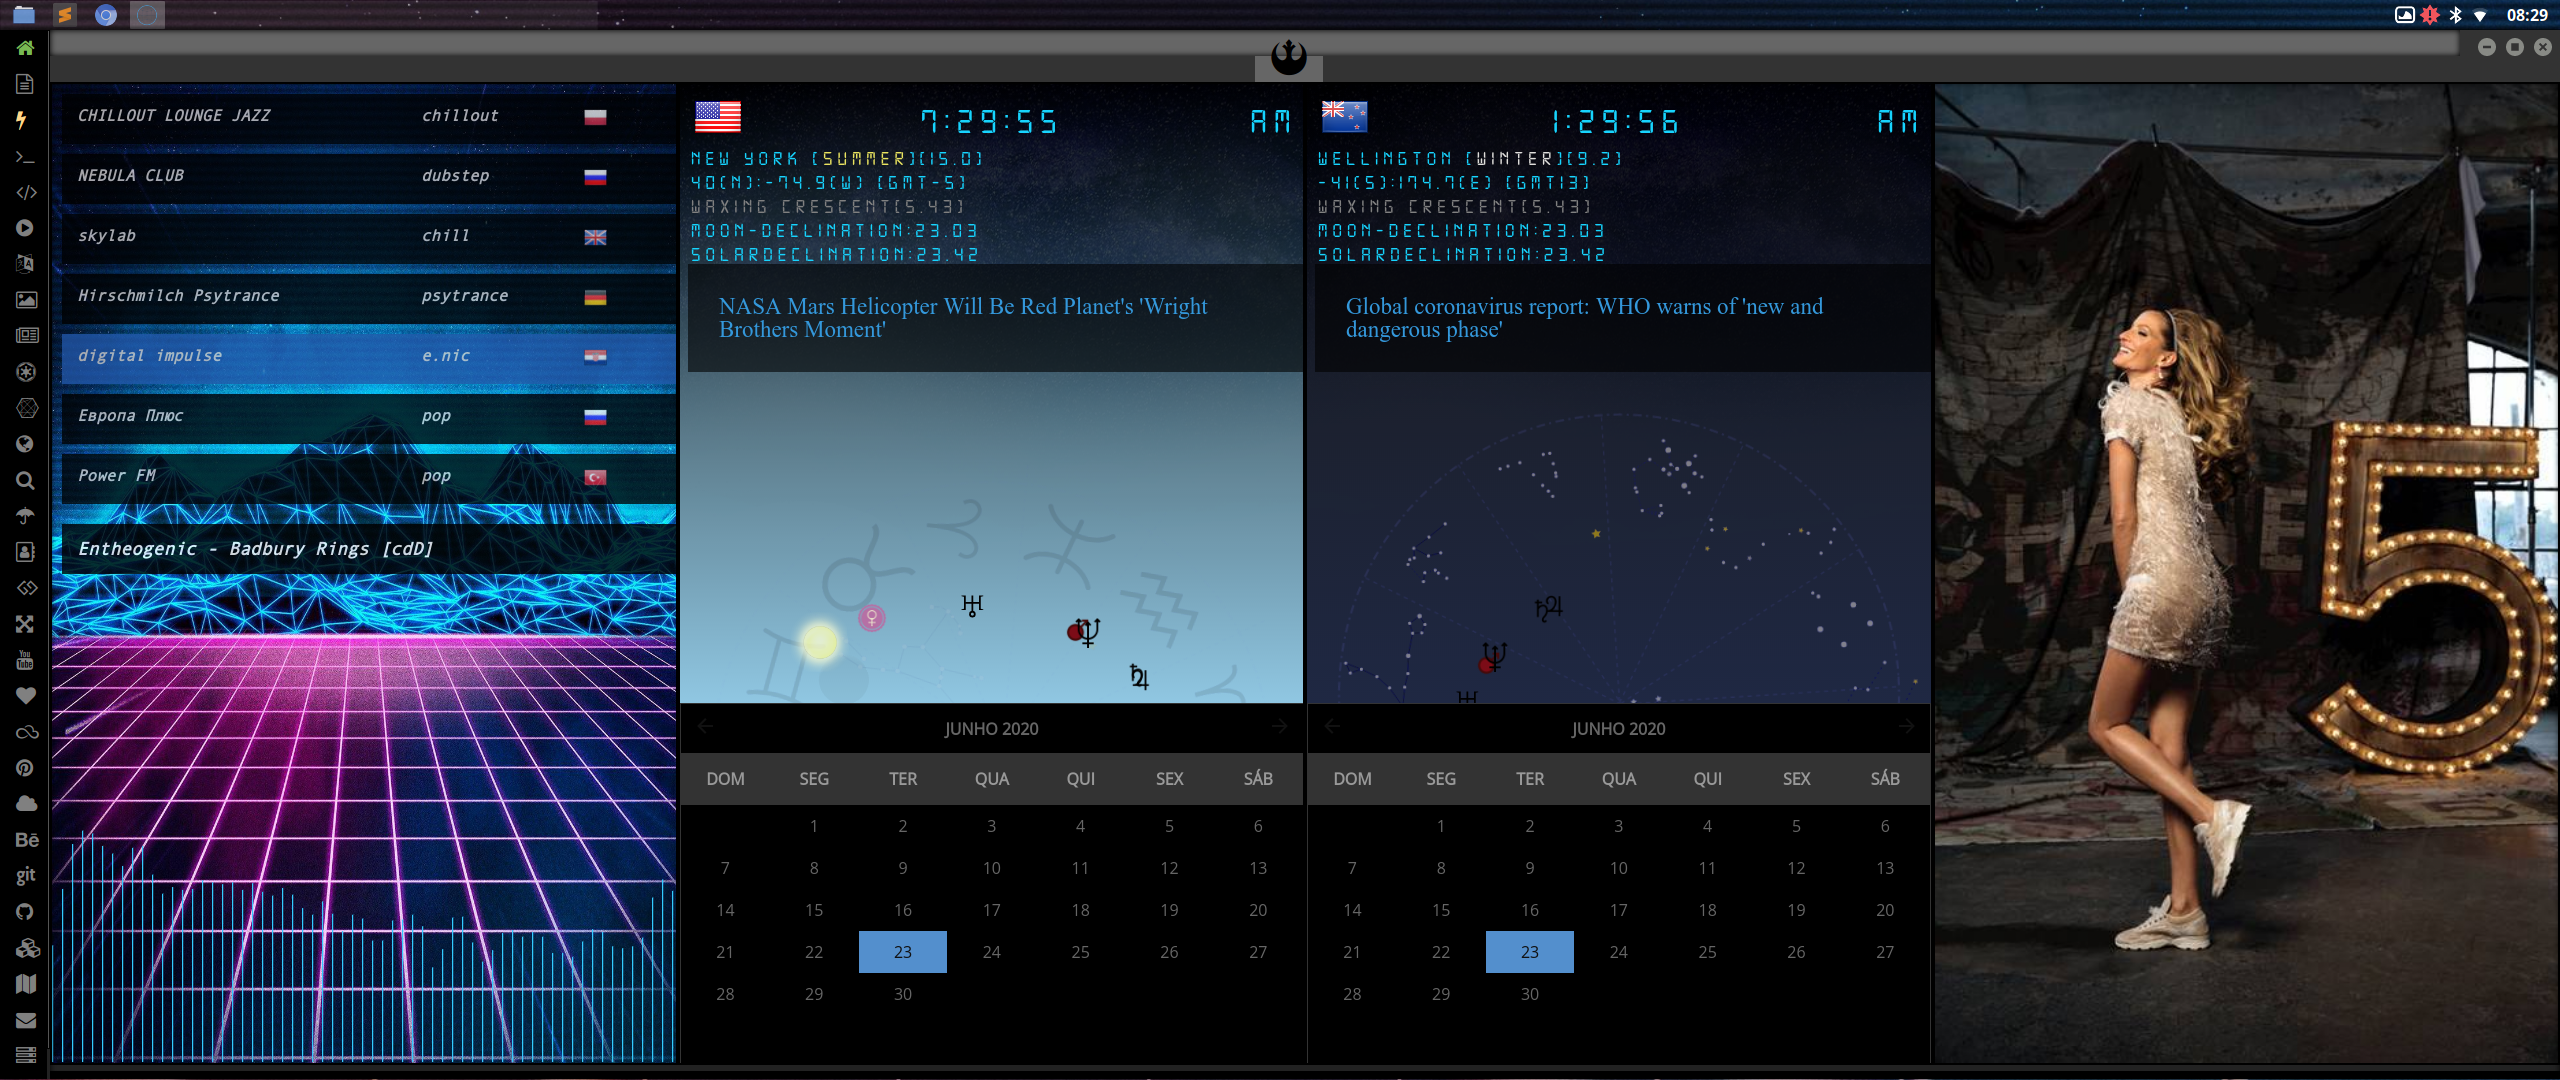 08:29
CHILLOUT LOUNGE JAZZ chillout
NEBULA CLUB dubstep
skylab chill
Hirschmilch Psytrance psytrance
digital impulse e.nic
Европа Плюс pop
Power FM pop
Entheogenic - Badbury Rings [cdD]
You
Tube
Bē
git
7:29:55 AM
NEW YORK [SUMMER][15.0]
40(N):-74.9(W) [GMT-5]
WAXING CRESCENT[5.43]
MOON-DECLINATION:23.03
SOLARDECLINATION:23.42
NASA Mars Helicopter Will Be Red Planet's 'Wright
Brothers Moment'
JUNHO 2020
DOM SEG TER QUA QUI SEX SÁB
1 2 3 4 5 6
7 8 9 10 11 12 13
14 15 16 17 18 19 20
21 22 23 24 25 26 27
28 29 30
1:29:56 AM
WELLINGTON [WINTER][9.2]
-41(S):174.7(E) [GMT13]
WAXING CRESCENT[5.43]
MOON-DECLINATION:23.03
SOLARDECLINATION:23.42
Global coronavirus report: WHO warns of 'new and
dangerous phase'
JUNHO 2020
DOM SEG TER QUA QUI SEX SÁB
1 2 3 4 5 6
7 8 9 10 11 12 13
14 15 16 17 18 19 20
21 22 23 24 25 26 27
28 29 30
5